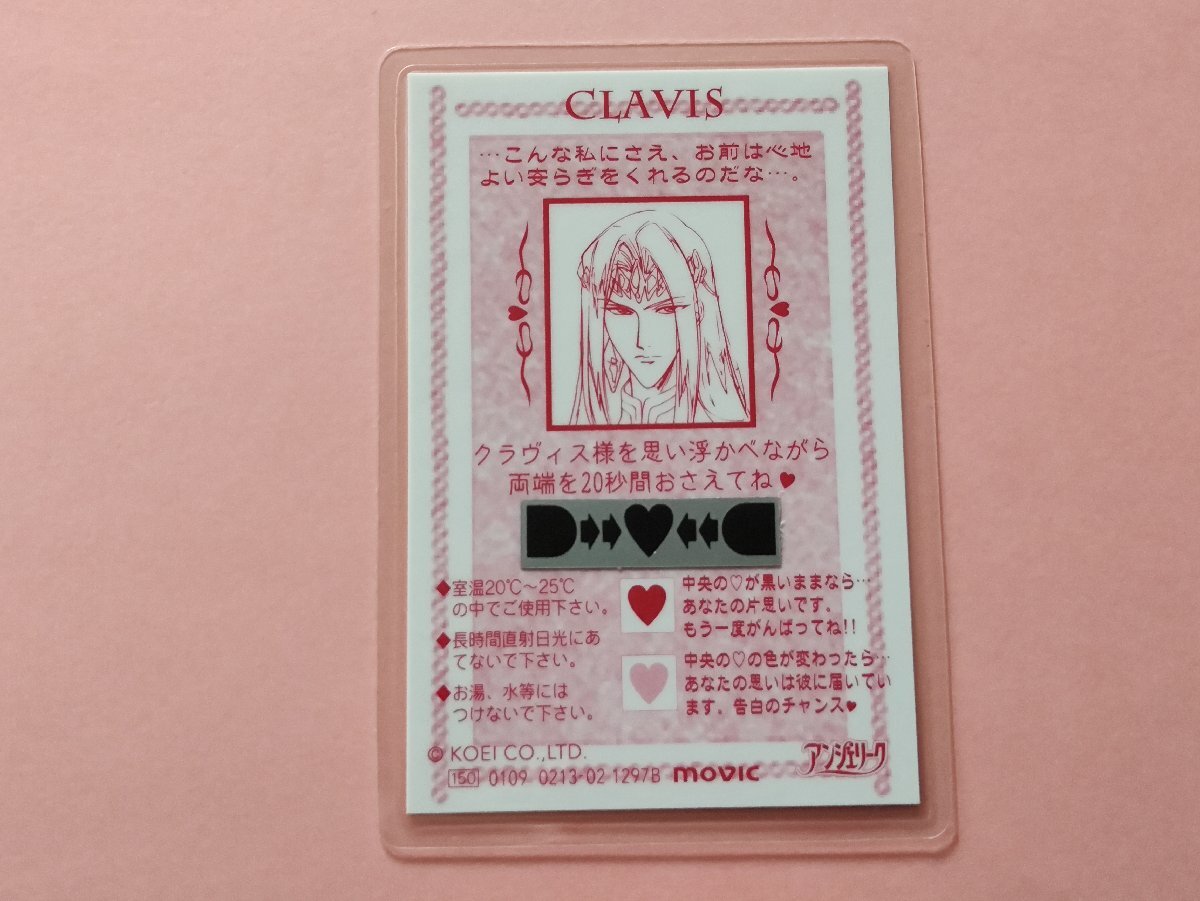 CLAVIS
…こんな私にさえ、お前は心地
よい安らぎをくれるのだな…。
クラヴィス様を思い浮かべながら
両端を20秒間おさえてね♥
◆室温20℃～25℃
の中でご使用下さい。
◆長時間直射日光にあ
てないで下さい。
◆お湯、水等には
つけないで下さい。
中央の♡が黒いままなら…
あなたの片思いです。
もう一度がんばってね!!
中央の♡の色が変わったら…
あなたの思いは彼に届いてい
ます。告白のチャンス♥
© KOEI CO.,LTD.
アンジェリーク
150 0109 0213-02 1297B movic